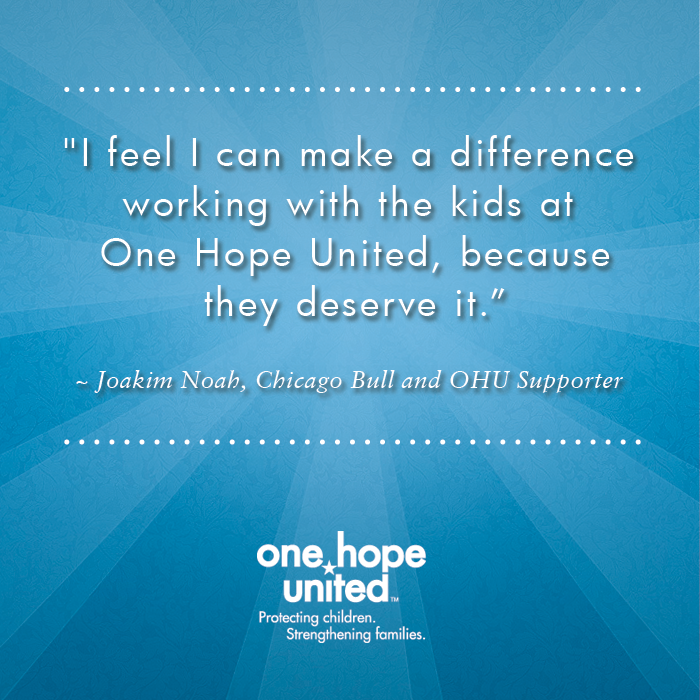 "I feel I can make a difference
working with the kids at
One Hope United, because
they deserve it.”
~ Joakim Noah, Chicago Bull and OHU Supporter
one hope
united™
Protecting children.
Strengthening families.